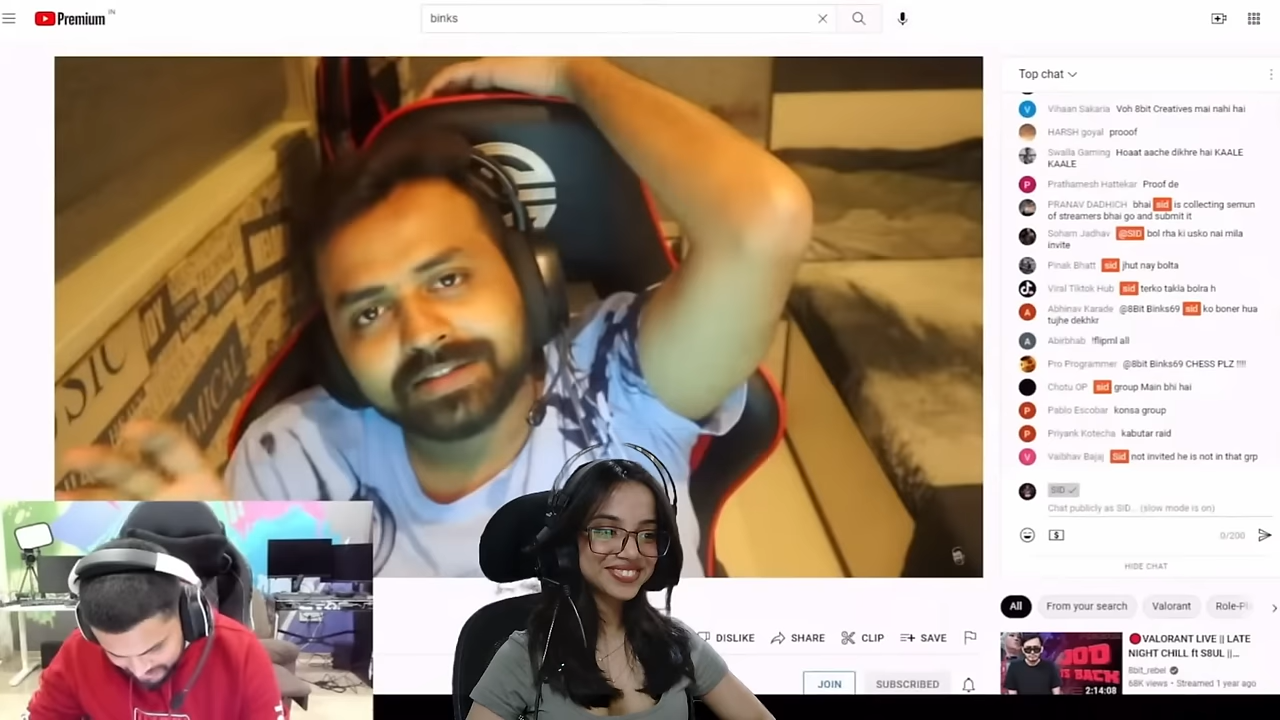 Premium IN
binks
Top chat
Vihaan Sakaria Voh 8bit Creatives mai nahi hai
HARSH goyal prooof
Swalla Gaming Hoaat aache dikhre hai KAALE
KAALE
Prathamesh Hattekar Proof de
PRANAV DADHICH bhai sid is collecting semun
of streamers bhai go and submit it
Soham Jadhav @SID bol rha ki usko nai mila
invite
Pinak Bhatt sid jhut nay bolta
Viral Tiktok Hub sid terko takla bolra h
Abhinav Karade @8Bit Binks69 sid ko boner hua
tujhe dekhkr
Abirbhab !flipml all
Pro Programmer @8bit Binks69 CHESS PLZ !!!!
Chotu OP sid group Main bhi hai
Pablo Escobar konsa group
Priyank Kotecha kabutar raid
Vaibhav Bajaj Sid not invited he is not in that grp
SID
Chat publicly as SID... (slow mode is on)
0/200
HIDE CHAT
SIC
JOY
MICAL
All From your search Valorant
DISLIKE SHARE CLIP SAVE
JOIN SUBSCRIBED
VALORANT LIVE || LATE
NIGHT CHILL ft S8UL ||...
8bit_rebel
68K views • Streamed 1 year ago
IS BACK
2:14:08